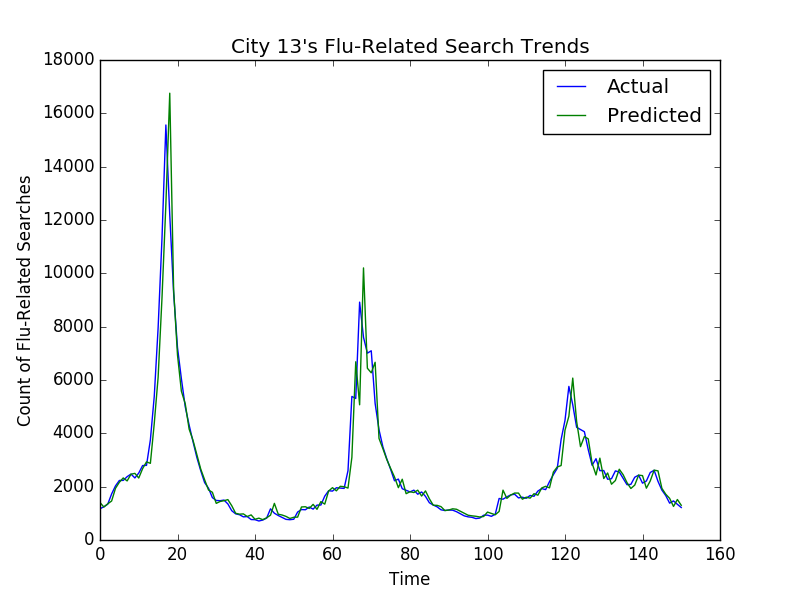 City 13's Flu-Related Search Trends
18000
16000
14000
12000
10000
8000
6000
4000
2000
0
Count of Flu-Related Searches
Actual
Predicted
0 20 40 60 80 100 120 140 160
Time